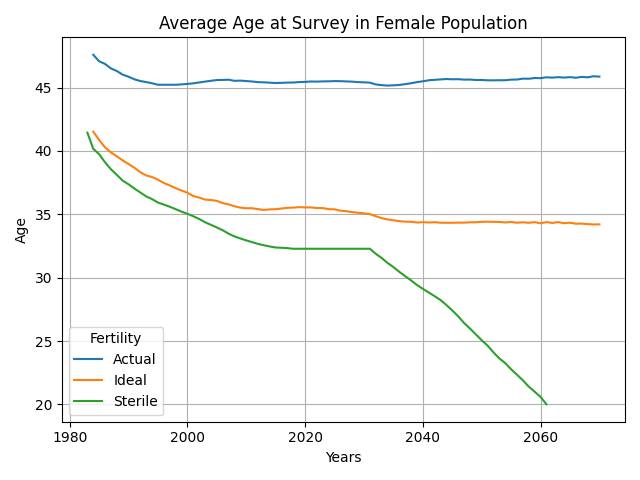 Average Age at Survey in Female Population
Age
45
40
35
30
25
20
Fertility
Actual
Ideal
Sterile
1980
2000
2020
2040
2060
Years